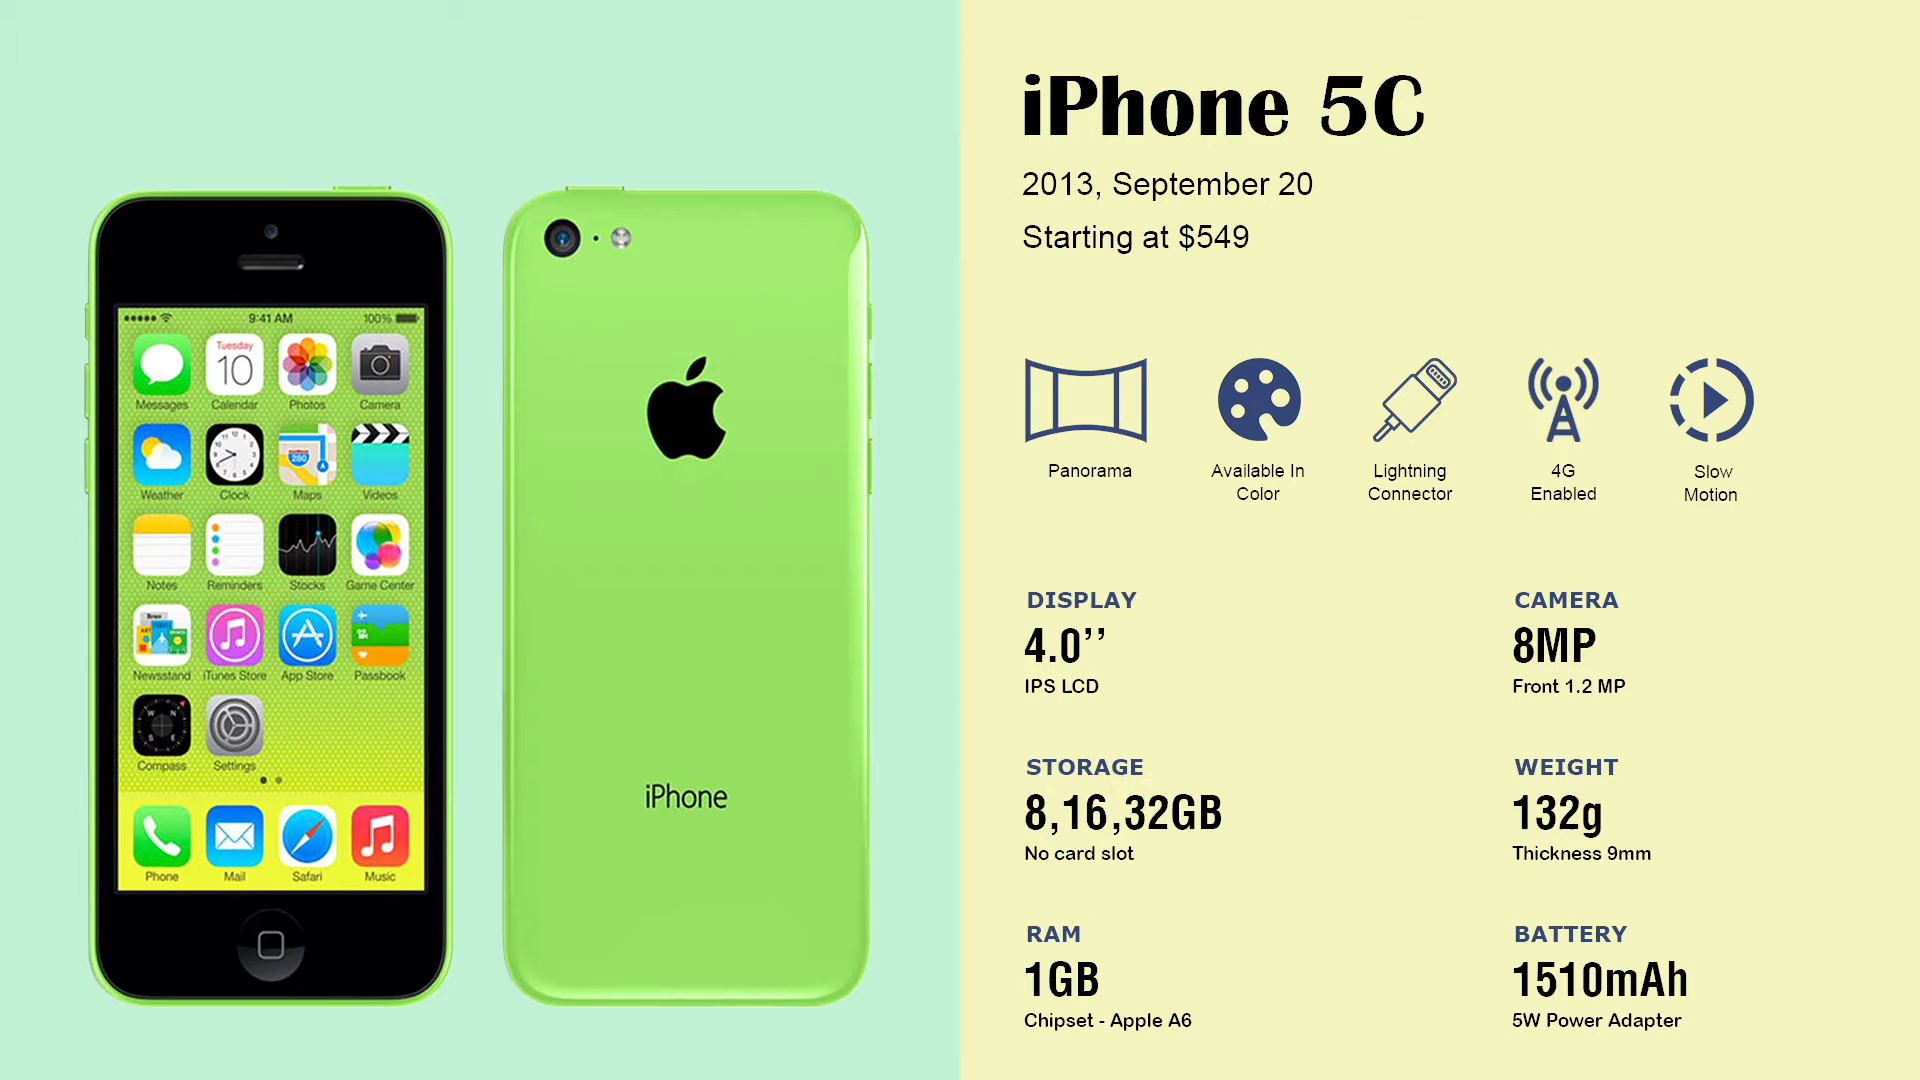 9:41 AM 100%
Tuesday
10
Messages Calendar Photos Camera
280
Weather Clock Maps Videos
Notes Reminders Stocks Game Center
Newsstand iTunes Store App Store Passbook
N
W
S
E
Compass Settings
Phone Mail Safari Music
iPhone
iPhone 5C
2013, September 20
Starting at $549
Panorama
Available In
Color
Lightning
Connector
4G
Enabled
Slow
Motion
DISPLAY
4.0’’
IPS LCD
CAMERA
8MP
Front 1.2 MP
STORAGE
8,16,32GB
No card slot
WEIGHT
132g
Thickness 9mm
RAM
1GB
Chipset - Apple A6
BATTERY
1510mAh
5W Power Adapter